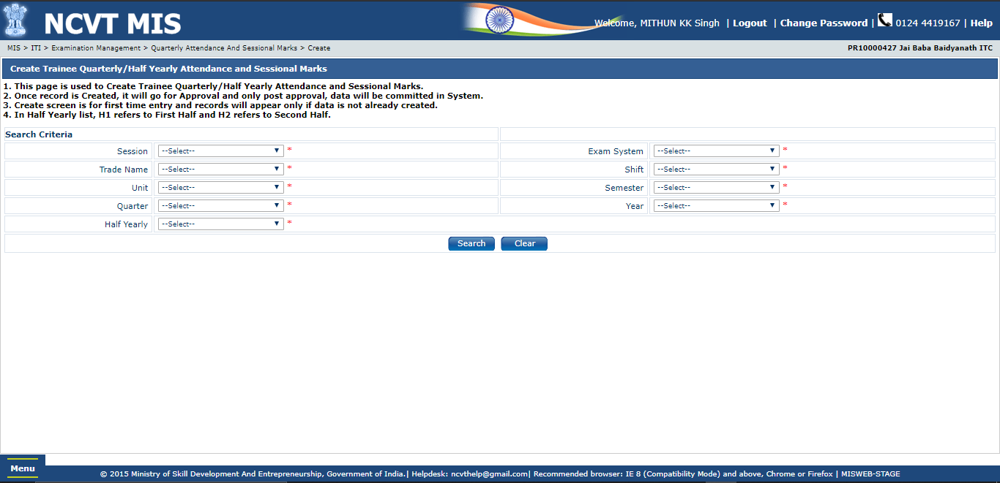 NCVT MIS
Welcome, MITHUN KK Singh | Logout | Change Password | 0124 4419167 | Help
MIS > ITI > Examination Management > Quarterly Attendance And Sessional Marks > Create
PR10000427 Jai Baba Baidyanath ITC
Create Trainee Quarterly/Half Yearly Attendance and Sessional Marks
1. This page is used to Create Trainee Quarterly/Half Yearly Attendance and Sessional Marks.
2. Once record is Created, it will go for Approval and only post approval, data will be committed in System.
3. Create screen is for first time entry and records will appear only if data is not already created.
4. In Half Yearly list, H1 refers to First Half and H2 refers to Second Half.
Search Criteria
Session --Select-- * Exam System --Select-- *
Trade Name --Select-- * Shift --Select-- *
Unit --Select-- * Semester --Select-- *
Quarter --Select-- * Year --Select-- *
Half Yearly --Select-- *
Search Clear
Menu
© 2015 Ministry of Skill Development And Entrepreneurship, Government of India.| Helpdesk: ncvthelp@gmail.com| Recommended browser: IE 8 (Compatibility Mode) and above, Chrome or Firefox | MISWEB-STAGE